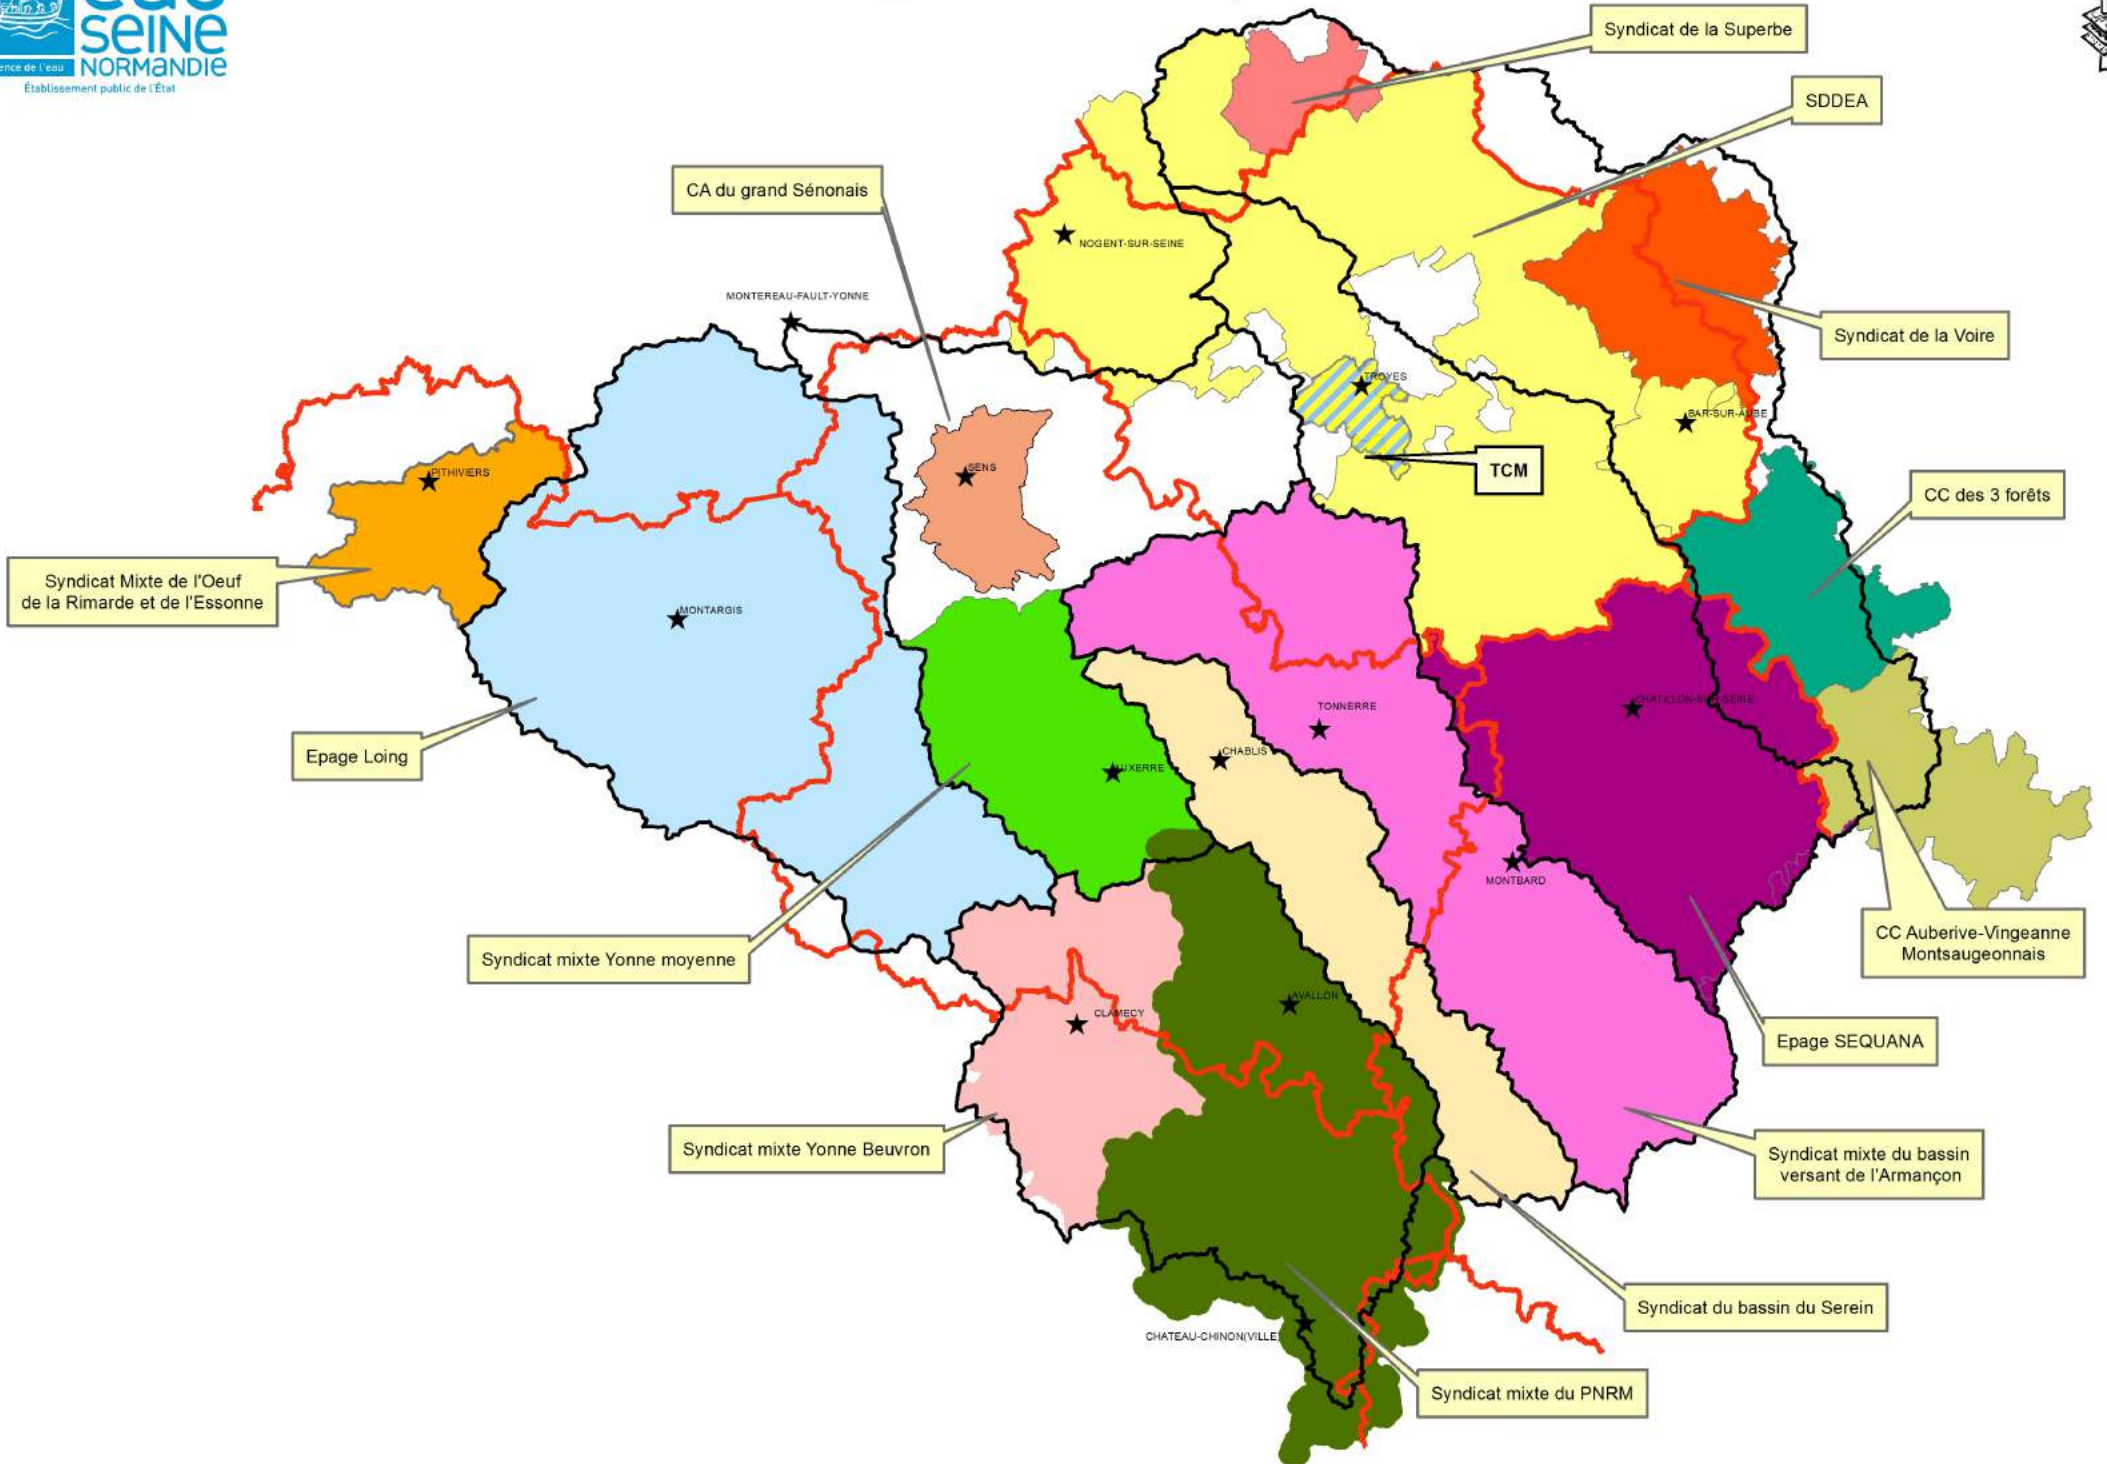 SEINE
NORMANDIE
Établissement public de l'État
Syndicat de la Superbe
SDDEA
CA du grand Sénonais
NOGENT-SUR-SEINE
MONTEREAU-FAULT-YONNE
Syndicat de la Voire
TROYES
BAR-SUR-AUBE
PITHIVIERS
SENS
TCM
CC des 3 forêts
Syndicat Mixte de l'Oeuf
de la Rimarde et de l'Essonne
MONTARGIS
CHATILLON-SUR-SEINE
TONNERRE
Epage Loing
CHABLIS
AUXERRE
MONTBARD
CC Auberive-Vingeanne
Montsaugeonnais
Syndicat mixte Yonne moyenne
AVALLON
CLAMECY
Epage SEQUANA
Syndicat mixte Yonne Beuvron
Syndicat mixte du bassin
versant de l'Armançon
Syndicat du bassin du Serein
CHATEAU-CHINON(VILLE)
Syndicat mixte du PNRM